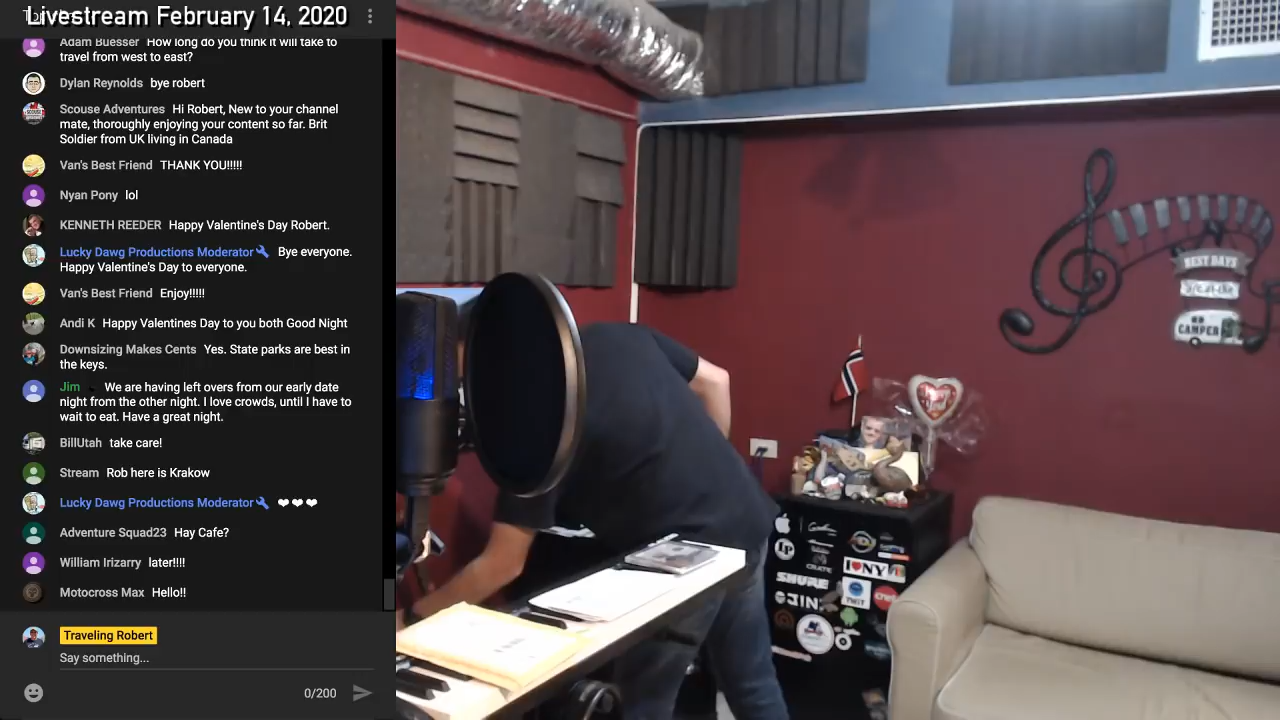 Livestream February 14, 2020
Adam Buesser How long do you think it will take to
travel from west to east?
Dylan Reynolds bye robert
Scouse Adventures Hi Robert, New to your channel
mate, thoroughly enjoying your content so far. Brit
Soldier from UK living in Canada
Van's Best Friend THANK YOU!!!!!
Nyan Pony lol
KENNETH REEDER Happy Valentine's Day Robert.
Lucky Dawg Productions Moderator Bye everyone.
Happy Valentine's Day to everyone.
Van's Best Friend Enjoy!!!!!
Andi K Happy Valentines Day to you both Good Night
Downsizing Makes Cents Yes. State parks are best in
the keys.
Jim We are having left overs from our early date
night from the other night. I love crowds, until I have to
wait to eat. Have a great night.
BillUtah take care!
Stream Rob here is Krakow
Lucky Dawg Productions Moderator ❤❤❤
Adventure Squad23 Hay Cafe?
William Irizarry later!!!!
Motocross Max Hello!!
Traveling Robert
Say something...
0/200
BEST DAYS
CAMPER
LP
CREATE
I NY
SHURE
TWIT